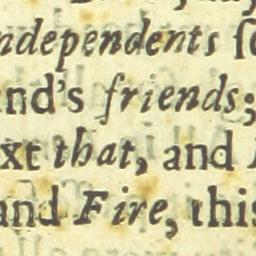 ndependents
nd's friends;
xt that, and
and Fire, this